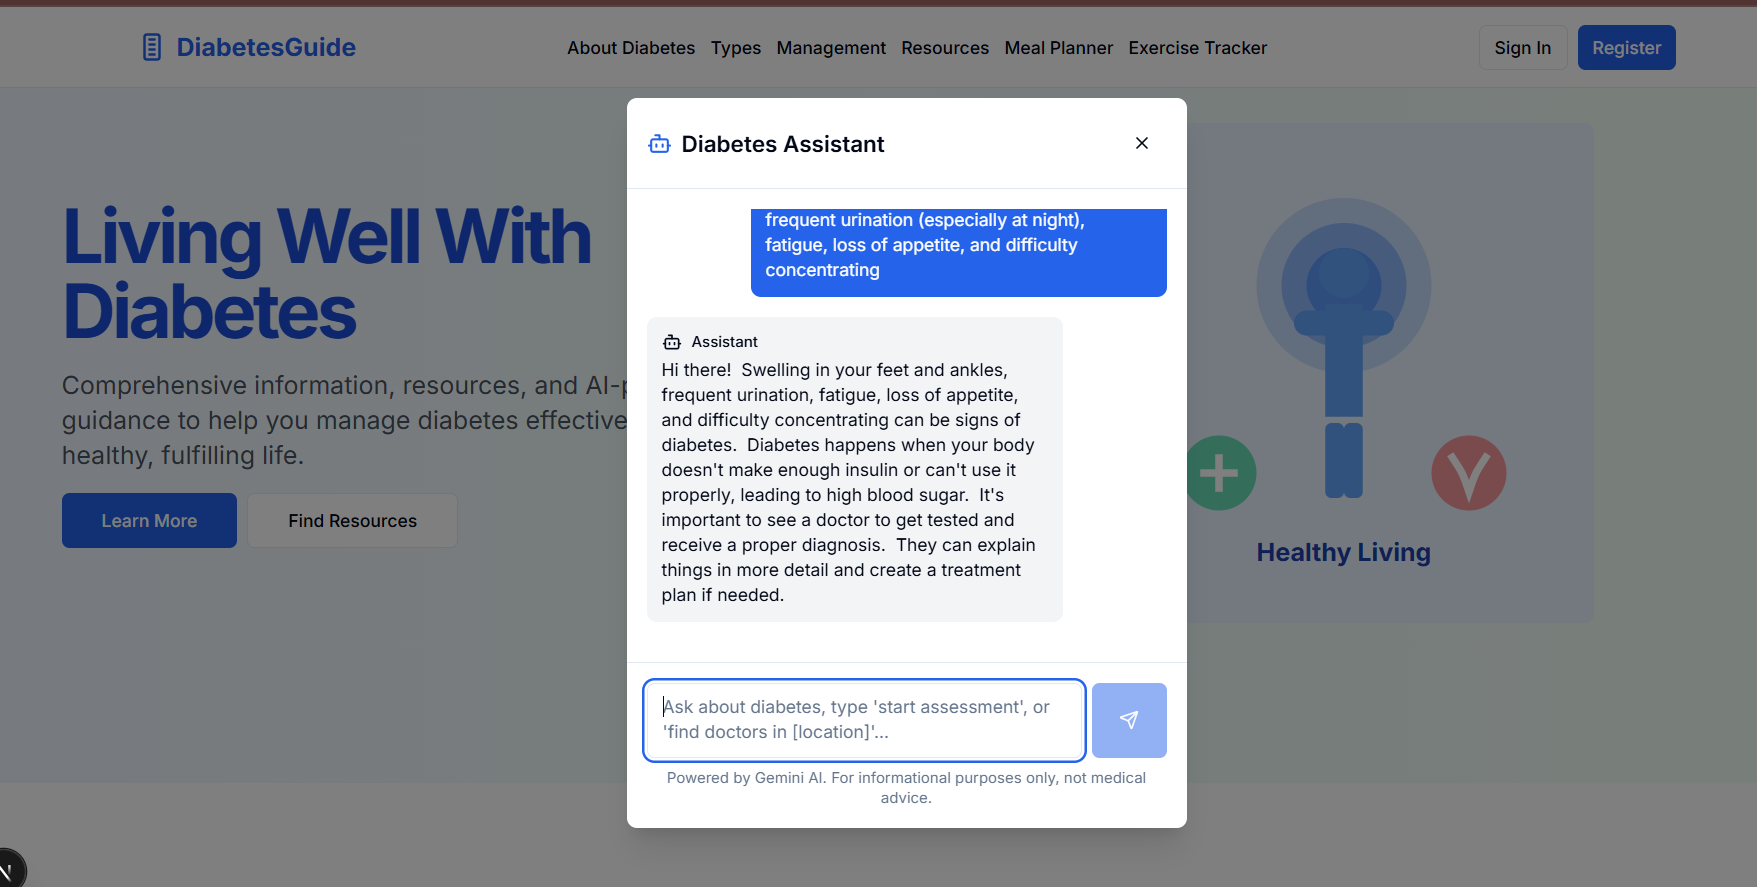 DiabetesGuide
About Diabetes Types Management Resources Meal Planner Exercise Tracker
Sign In
Register
Living Well With
Diabetes
Comprehensive information, resources, and AI-
guidance to help you manage diabetes effective
healthy, fulfilling life.
Learn More
Find Resources
Diabetes Assistant
frequent urination (especially at night),
fatigue, loss of appetite, and difficulty
concentrating
Assistant
Hi there!  Swelling in your feet and ankles,
frequent urination, fatigue, loss of appetite,
and difficulty concentrating can be signs of
diabetes.  Diabetes happens when your body
doesn't make enough insulin or can't use it
properly, leading to high blood sugar.  It's
important to see a doctor to get tested and
receive a proper diagnosis.  They can explain
things in more detail and create a treatment
plan if needed.
Ask about diabetes, type 'start assessment', or
'find doctors in [location]'...
Powered by Gemini AI. For informational purposes only, not medical
advice.
Healthy Living